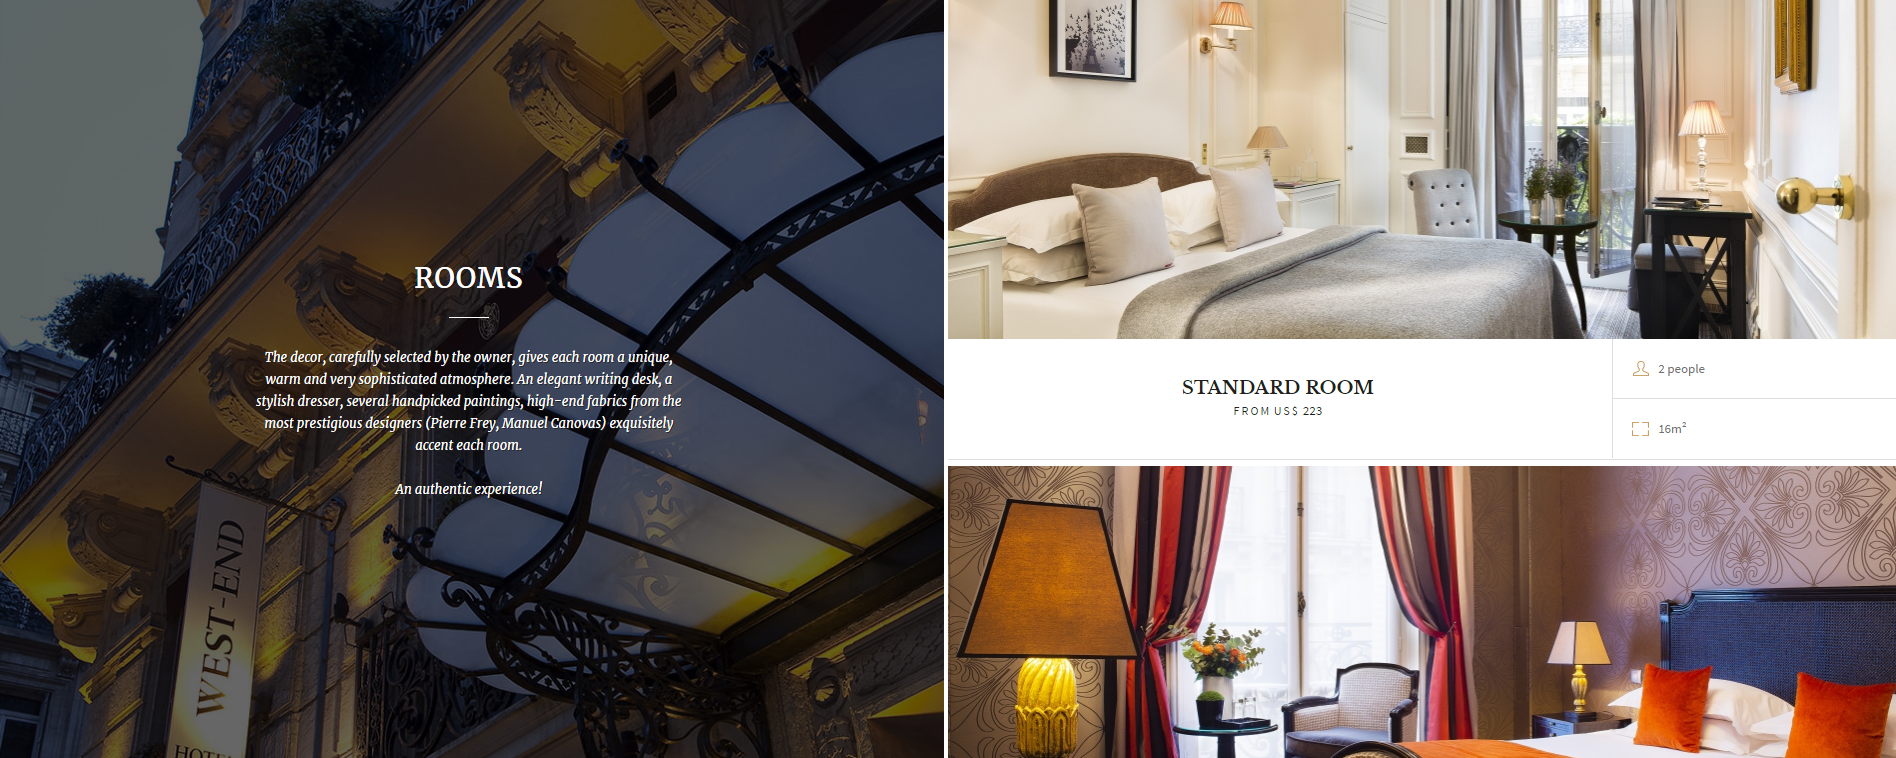 ROOMS
The decor, carefully selected by the owner, gives each room a unique,
warm and very sophisticated atmosphere. An elegant writing desk, a
stylish dresser, several handpicked paintings, high-end fabrics from the
most prestigious designers (Pierre Frey, Manuel Canovas) exquisitely
accent each room.
An authentic experience!
WEST-END
STANDARD ROOM
FROM US$ 223
2 people
16m²